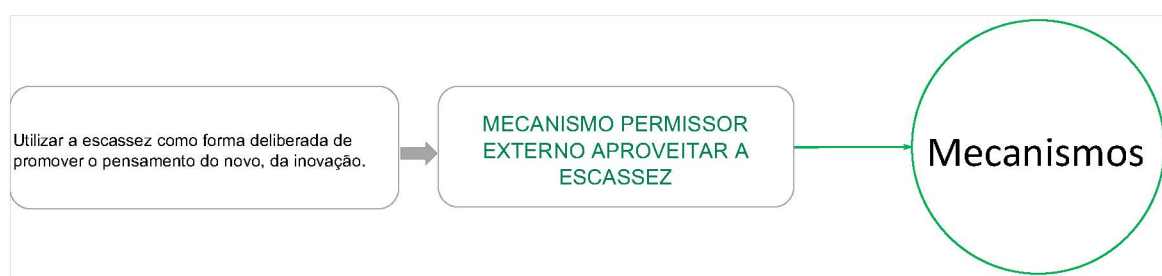 Utilizar a escassez como forma deliberada de
promover o pensamento do novo, da inovação.
MECANISMO PERMISSOR
EXTERNO APROVEITAR A
ESCASSEZ
Mecanismos